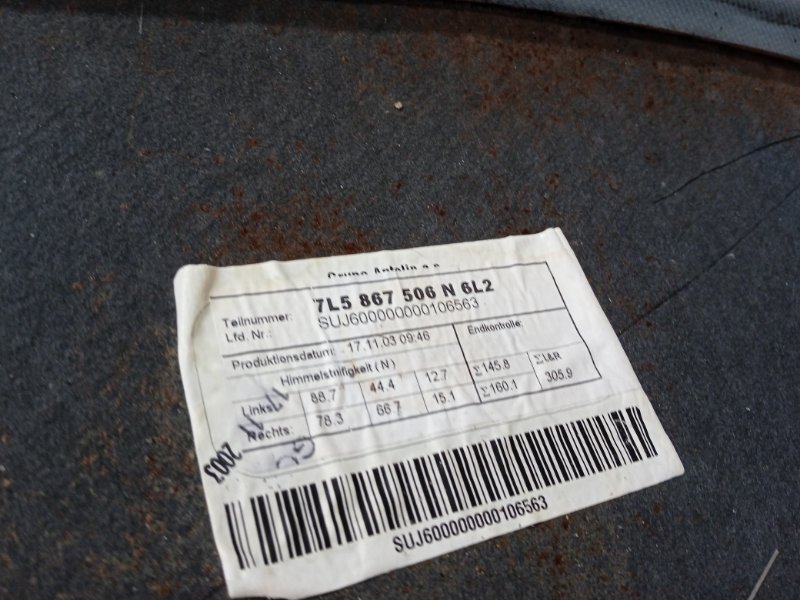 Grupo Antolin
Teilnummer: 7L5 867 506 N 6L2
Lfd. Nr.: SUJ600000000106563
Produktionsdatum: 17.11.03 09:46 Endkontrolle:
Himmelsteifigkeit (N)
Links: 88.7 44.4 12.7 Σ145.8 ΣL&R
Rechts: 78.3 66.7 15.1 Σ160.1 305.9
2003
SUJ600000000106563